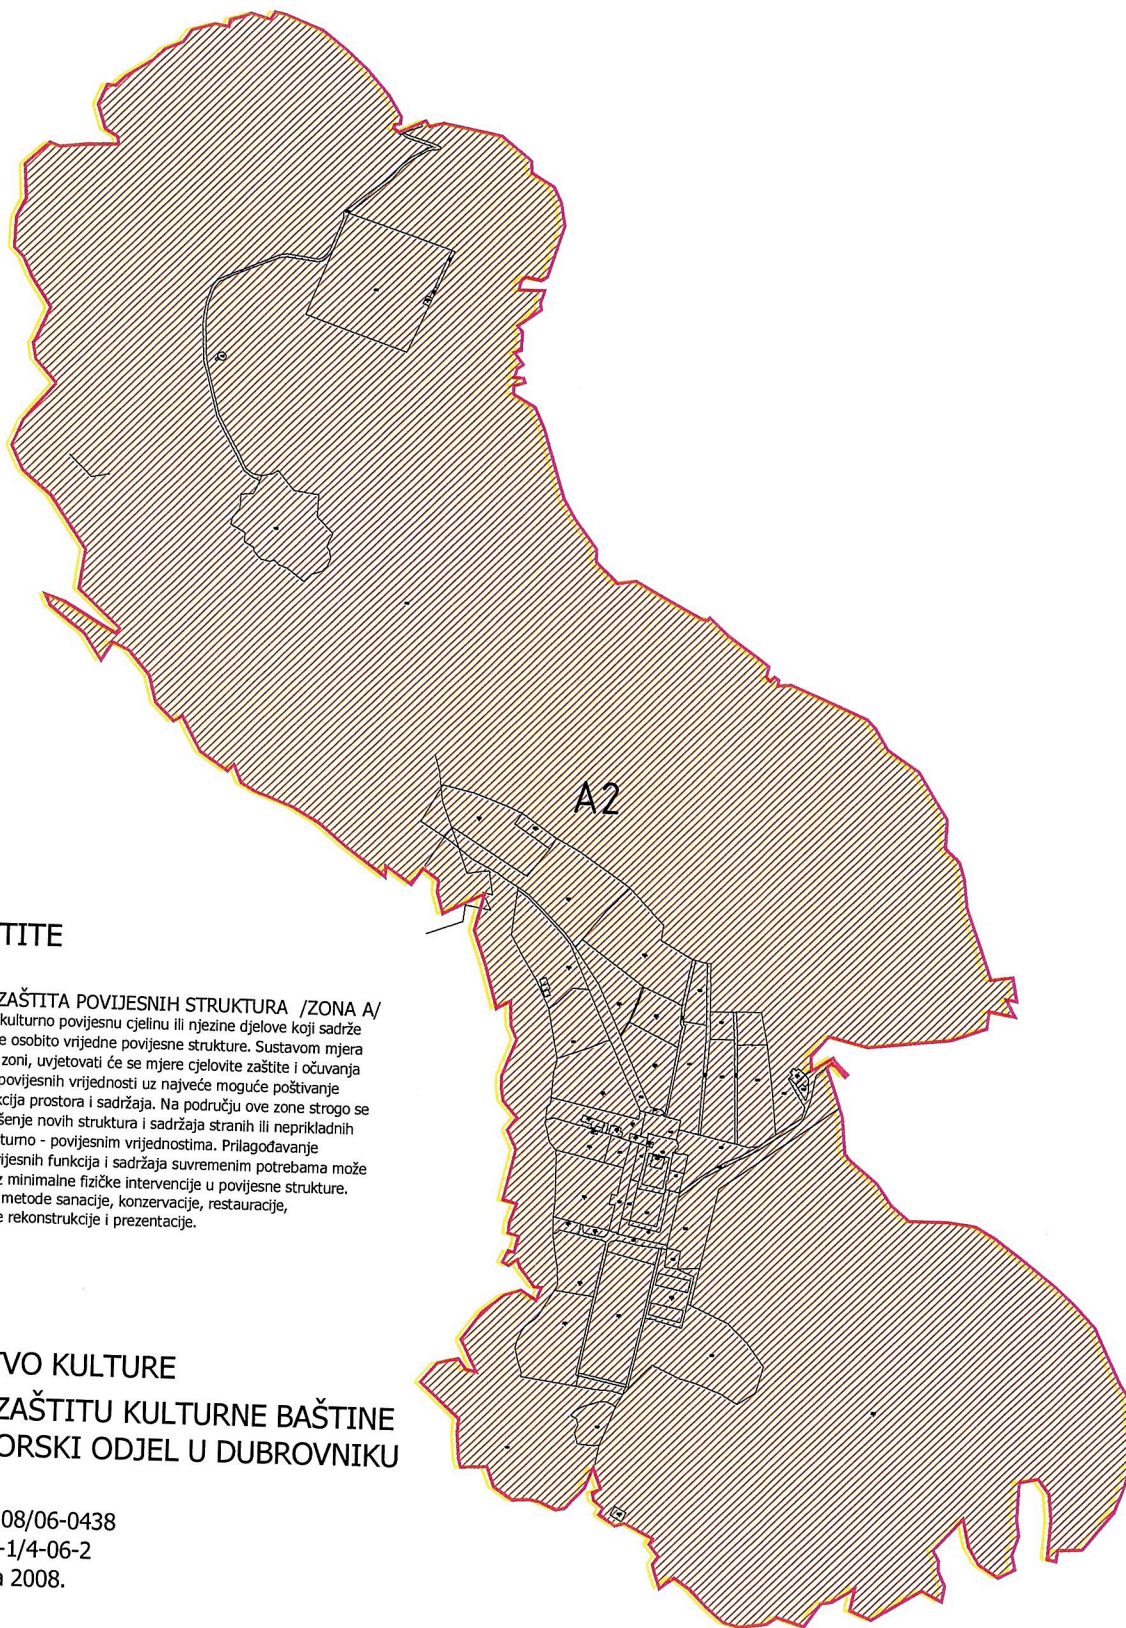 A2
TITE
ZAŠTITA POVIJESNIH STRUKTURA /ZONA A/
kulturno povijesnu cjelinu ili njezine djelove koji sadrže
e osobito vrijedne povijesne strukture. Sustavom mjera
zoni, uvjetovati će se mjere cjelovite zaštite i očuvanja
povijesnih vrijednosti uz najveće moguće poštivanje
kcija prostora i sadržaja. Na području ove zone strogo se
šenje novih struktura i sadržaja stranih ili neprikladnih
turno - povijesnim vrijednostima. Prilagođavanje
rijesnih funkcija i sadržaja suvremenim potrebama može
z minimalne fizičke intervencije u povijesne strukture.
metode sanacije, konzervacije, restauracije,
e rekonstrukcije i prezentacije.
TVO KULTURE
ZAŠTITU KULTURNE BAŠTINE
ORSKI ODJEL U DUBROVNIKU
08/06-0438
-1/4-06-2
a 2008.